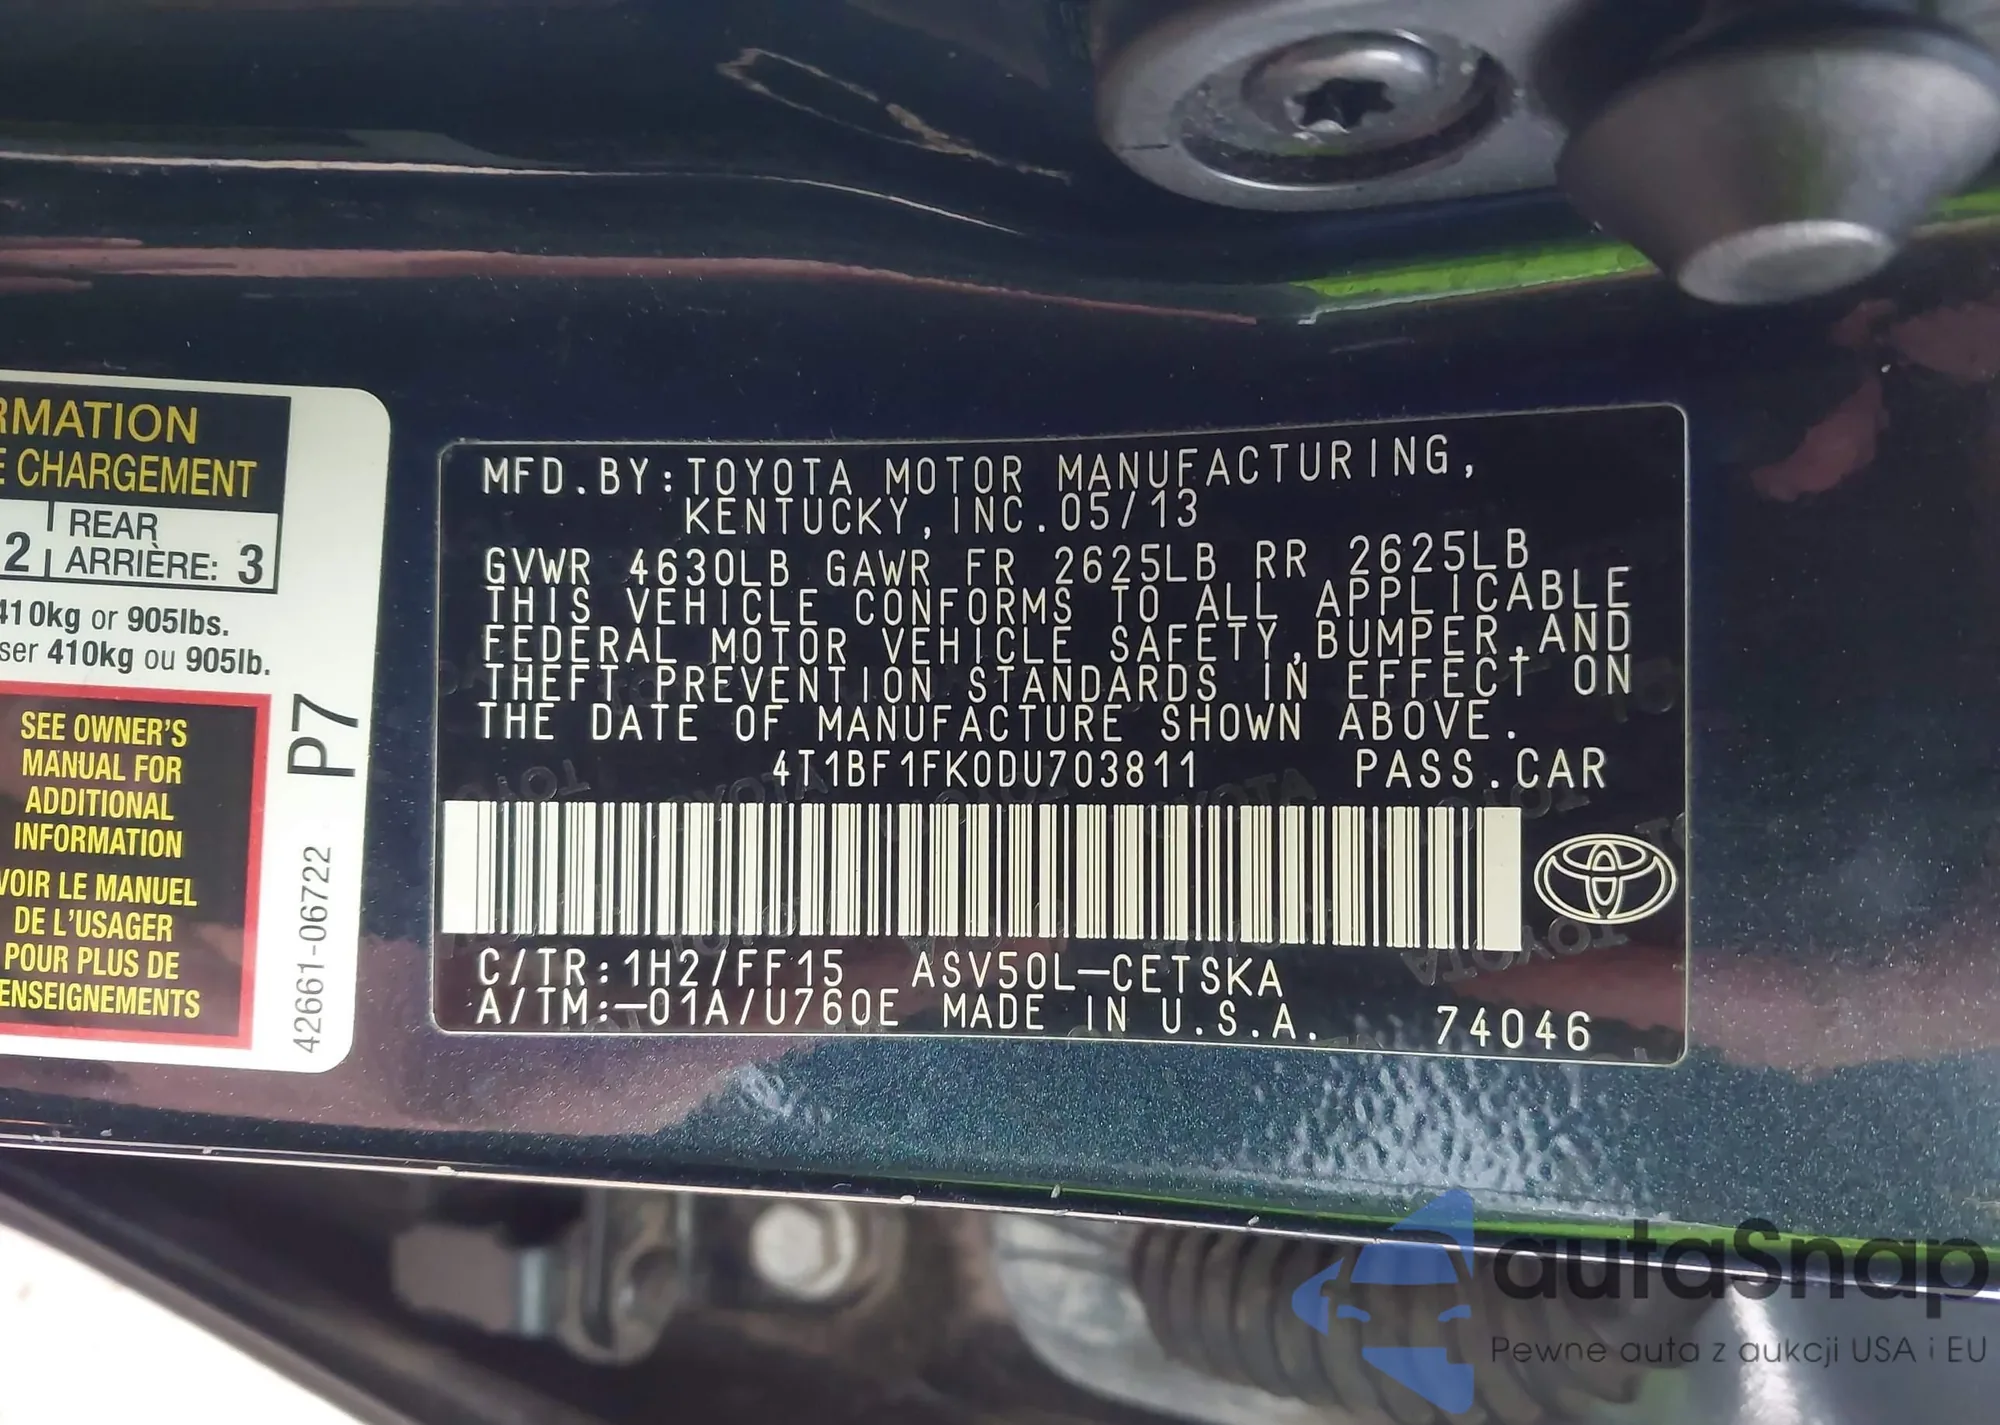 RMATION
E CHARGEMENT
2 REAR
ARRIÈRE: 3
410kg or 905lbs.
ser 410kg ou 905lb.
SEE OWNER'S
MANUAL FOR
ADDITIONAL
INFORMATION
VOIR LE MANUEL
DE L'USAGER
POUR PLUS DE
ENSEIGNEMENTS
P7
42661-06722
MFD.BY:TOYOTA MOTOR MANUFACTURING,
KENTUCKY,INC.05/13
GVWR 4630LB GAWR FR 2625LB RR 2625LB
THIS VEHICLE CONFORMS TO ALL APPLICABLE
FEDERAL MOTOR VEHICLE SAFETY,BUMPER,AND
THEFT PREVENTION STANDARDS IN EFFECT ON
THE DATE OF MANUFACTURE SHOWN ABOVE.
4T1BF1FK0DU703811 PASS.CAR
C/TR:1H2/FF15 ASV50L-CETSKA
A/TM:-01A/U760E MADE IN U.S.A. 74046
autaSnap
Pewne auta z aukcji USA i EU